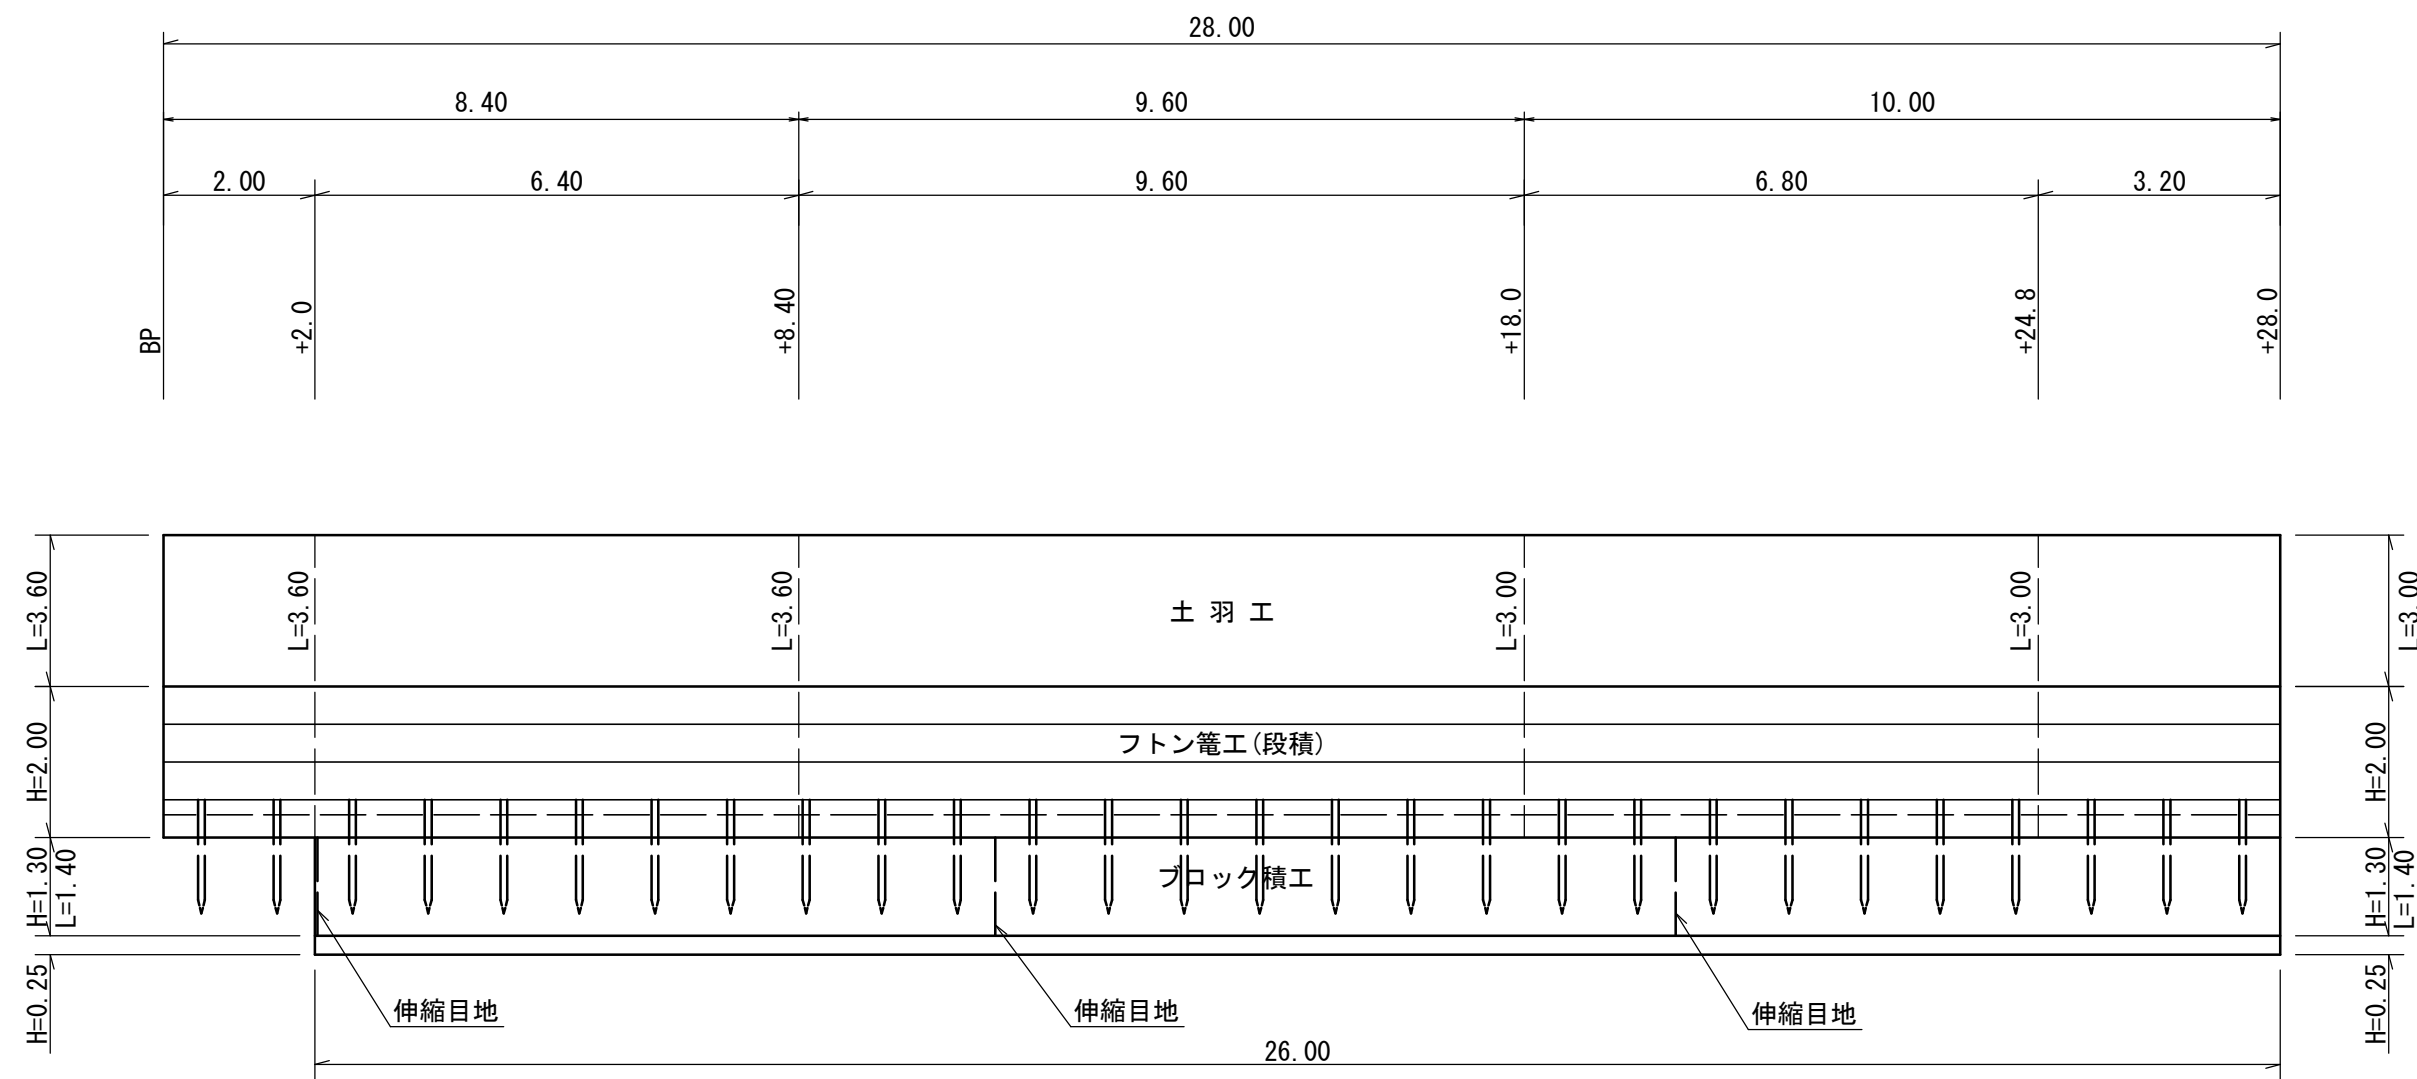 28.00
8.40
9.60
10.00
2.00
6.40
9.60
6.80
3.20
BP
+2.0
+8.40
+18.0
+24.8
+28.0
L=3.60
L=3.60
L=3.60
土 羽 工
L=3.00
L=3.00
L=3.00
H=2.00
フトン篭工(段積)
H=2.00
H=1.30
L=1.40
ブロック積工
H=1.30
L=1.40
H=0.25
伸縮目地
伸縮目地
伸縮目地
H=0.25
26.00